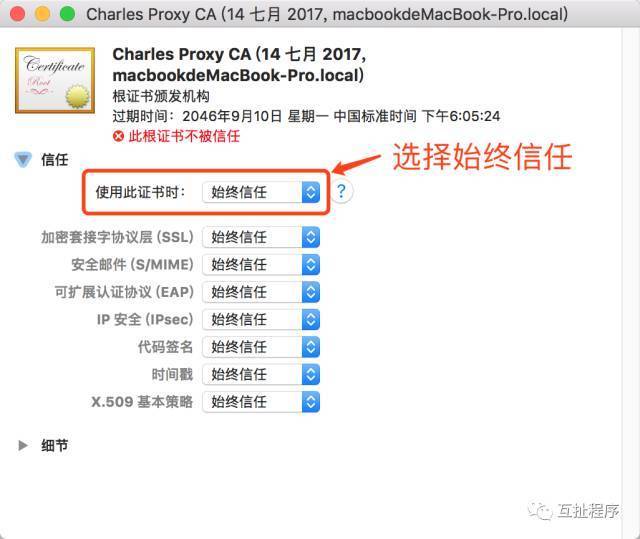 Charles Proxy CA (14 七月 2017, macbookdeMacBook-Pro.local)
Certificate
Root
Charles Proxy CA (14 七月 2017,
macbookdeMacBook-Pro.local)
根证书颁发机构
过期时间：2046年9月10日 星期一 中国标准时间 下午6:05:24
此根证书不被信任
信任
选择始终信任
使用此证书时： 始终信任 ?
加密套接字协议层 (SSL) 始终信任
安全邮件 (S/MIME) 始终信任
可扩展认证协议 (EAP) 始终信任
IP 安全 (IPsec) 始终信任
代码签名 始终信任
时间戳 始终信任
X.509 基本策略 始终信任
细节
互扯程序